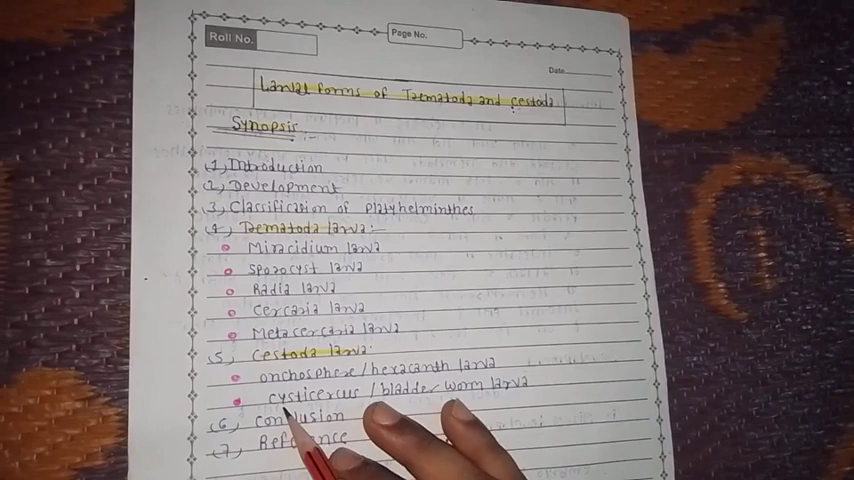 Roll No.
Page No.
Date
Larval forms of Trematoda and Cestoda
Synopsis :-
(1) Introduction
(2) Development
(3) Classification of Platyhelminthes
(4) Trematoda larva:-
Miracidium larva
Sporocyst larva
Radia larva
Cercaria larva
Metacercaria larva
(5) Cestoda larva:
onchosphere / hexacanth larva
cysticercus / bladder worm larva
(6) Conclusion
(7) Reference